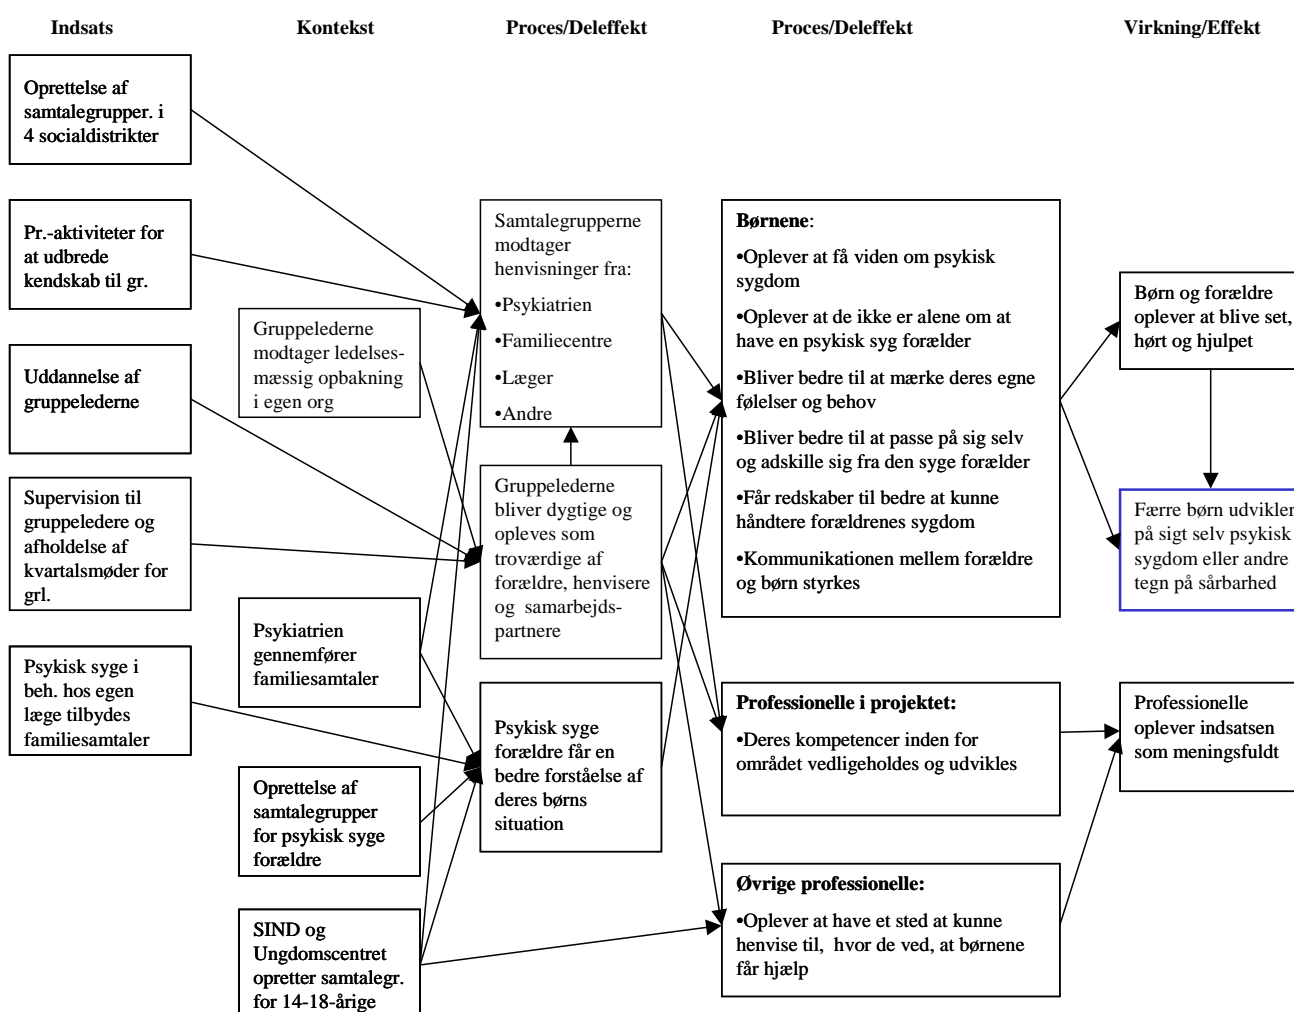 Indsats
Kontekst
Proces/Deleffekt
Proces/Deleffekt
Virkning/Effekt
Oprettelse af
samtalegrupper. i
4 socialdistrikter
Pr.-aktiviteter for
at udbrede
kendskab til gr.
Uddannelse af
gruppelederne
Supervision til
gruppeledere og
afholdelse af
kvartalsmøder for
grl.
Psykisk syge i
beh. hos egen
læge tilbydes
familiesamtaler
Gruppelederne
modtager ledelses-
mæssig opbakning
i egen org
Psykiatrien
gennemfører
familiesamtaler
Oprettelse af
samtalegrupper
for psykisk syge
forældre
SIND og
Ungdomscentret
opretter samtalegr.
for 14-18-årige
Samtalegrupperne
modtager
henvisninger fra:
•Psykiatrien
•Familiecentre
•Læger
•Andre
Gruppelederne
bliver dygtige og
opleves som
troværdige af
forældre, henvisere
og samarbejds-
partnere
Psykisk syge
forældre får en
bedre forståelse af
deres børns
situation
Børnene:
•Oplever at få viden om psykisk
sygdom
•Oplever at de ikke er alene om at
have en psykisk syg forælder
•Bliver bedre til at mærke deres egne
følelser og behov
•Bliver bedre til at passe på sig selv
og adskille sig fra den syge forælder
•Får redskaber til bedre at kunne
håndtere forældrenes sygdom
•Kommunikationen mellem forældre
og børn styrkes
Professionelle i projektet:
•Deres kompetencer inden for
området vedligeholdes og udvikles
Øvrige professionelle:
•Oplever at have et sted at kunne
henvise til, hvor de ved, at børnene
får hjælp
Børn og forældre
oplever at blive set,
hørt og hjulpet
Færre børn udvikler
på sigt selv psykisk
sygdom eller andre
tegn på sårbarhed
Professionelle
oplever indsatsen
som meningsfuldt